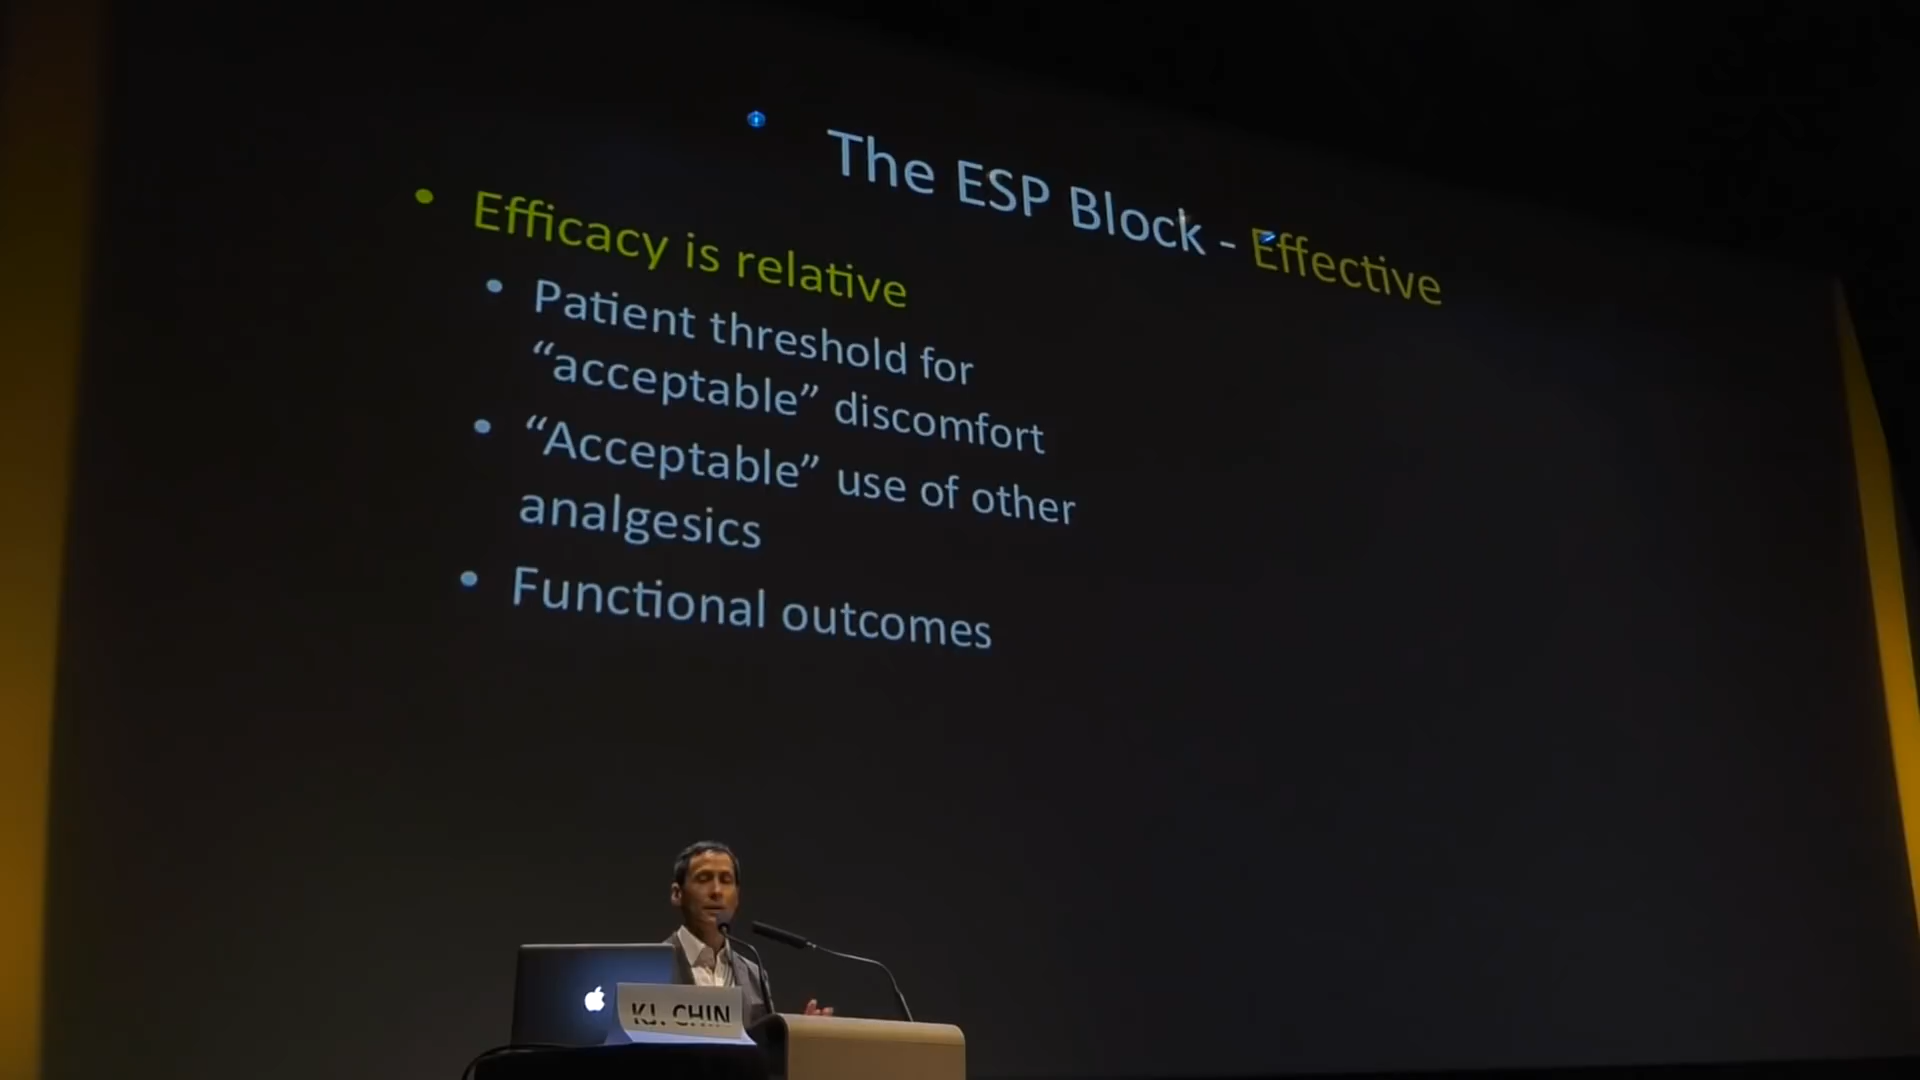 The ESP Block - Effective
• Efficacy is relative
• Patient threshold for
“acceptable” discomfort
• “Acceptable” use of other
analgesics
• Functional outcomes
KJ. CHIN